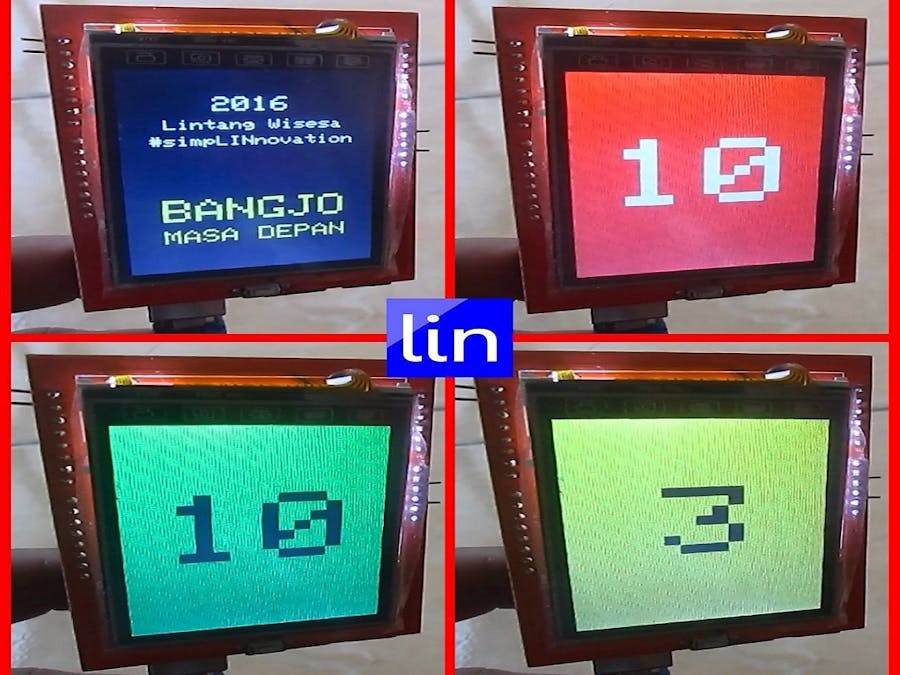 2016
Lintang Wisesa
#simpLINnovation
BANGJO
MASA DEPAN
10
lin
10
3